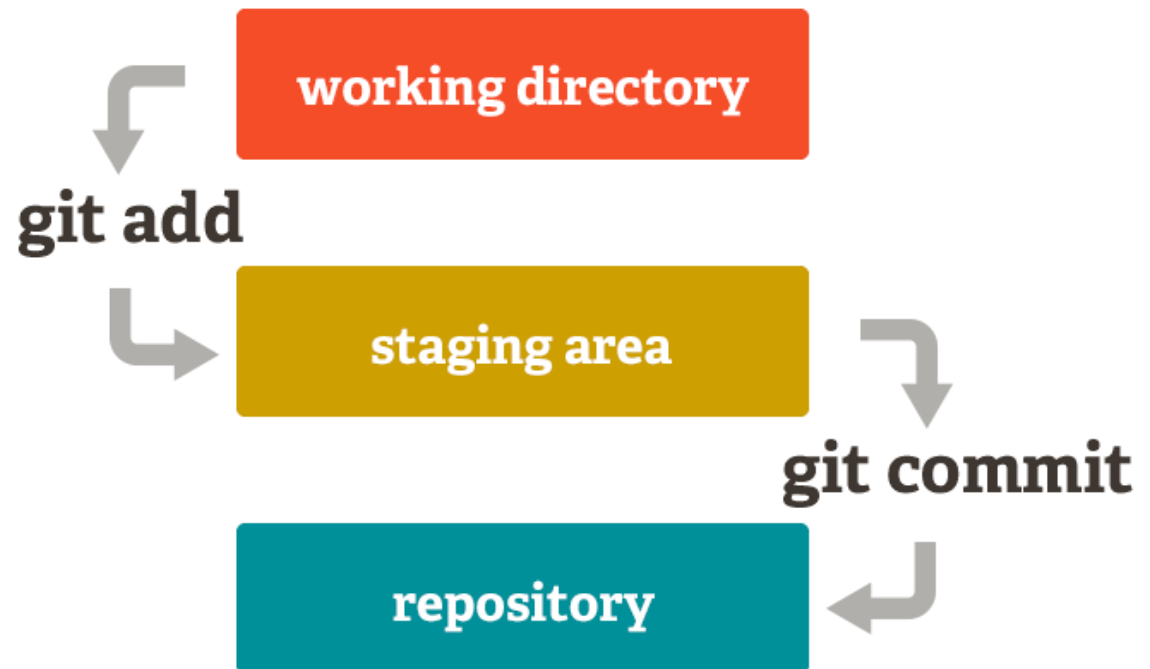 working directory
git add
staging area
git commit
repository